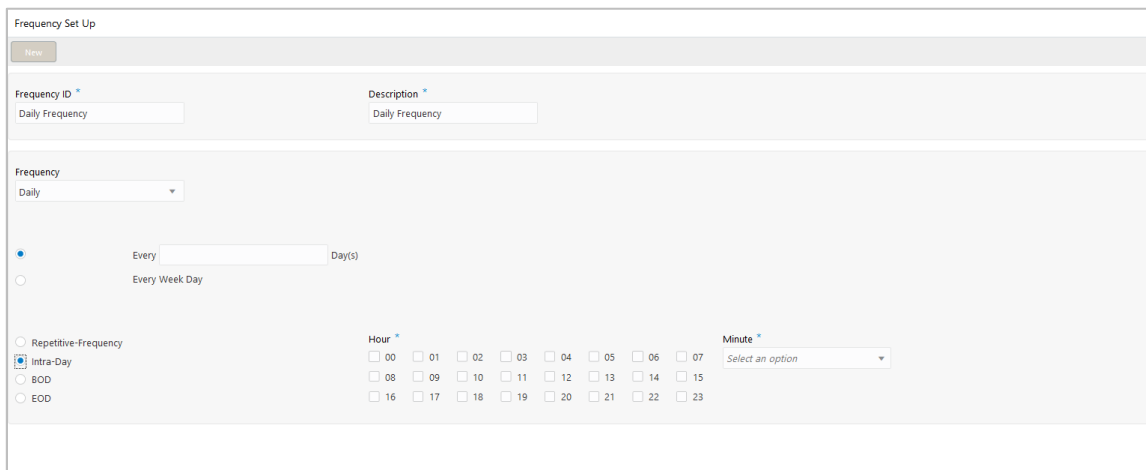 Frequency Set Up
New
Frequency ID * Description *
Daily Frequency Daily Frequency
Frequency
Daily
Every Day(s)
Every Week Day
Repetitive-Frequency Hour * Minute *
Intra-Day 00 01 02 03 04 05 06 07 Select an option
BOD 08 09 10 11 12 13 14 15
EOD 16 17 18 19 20 21 22 23